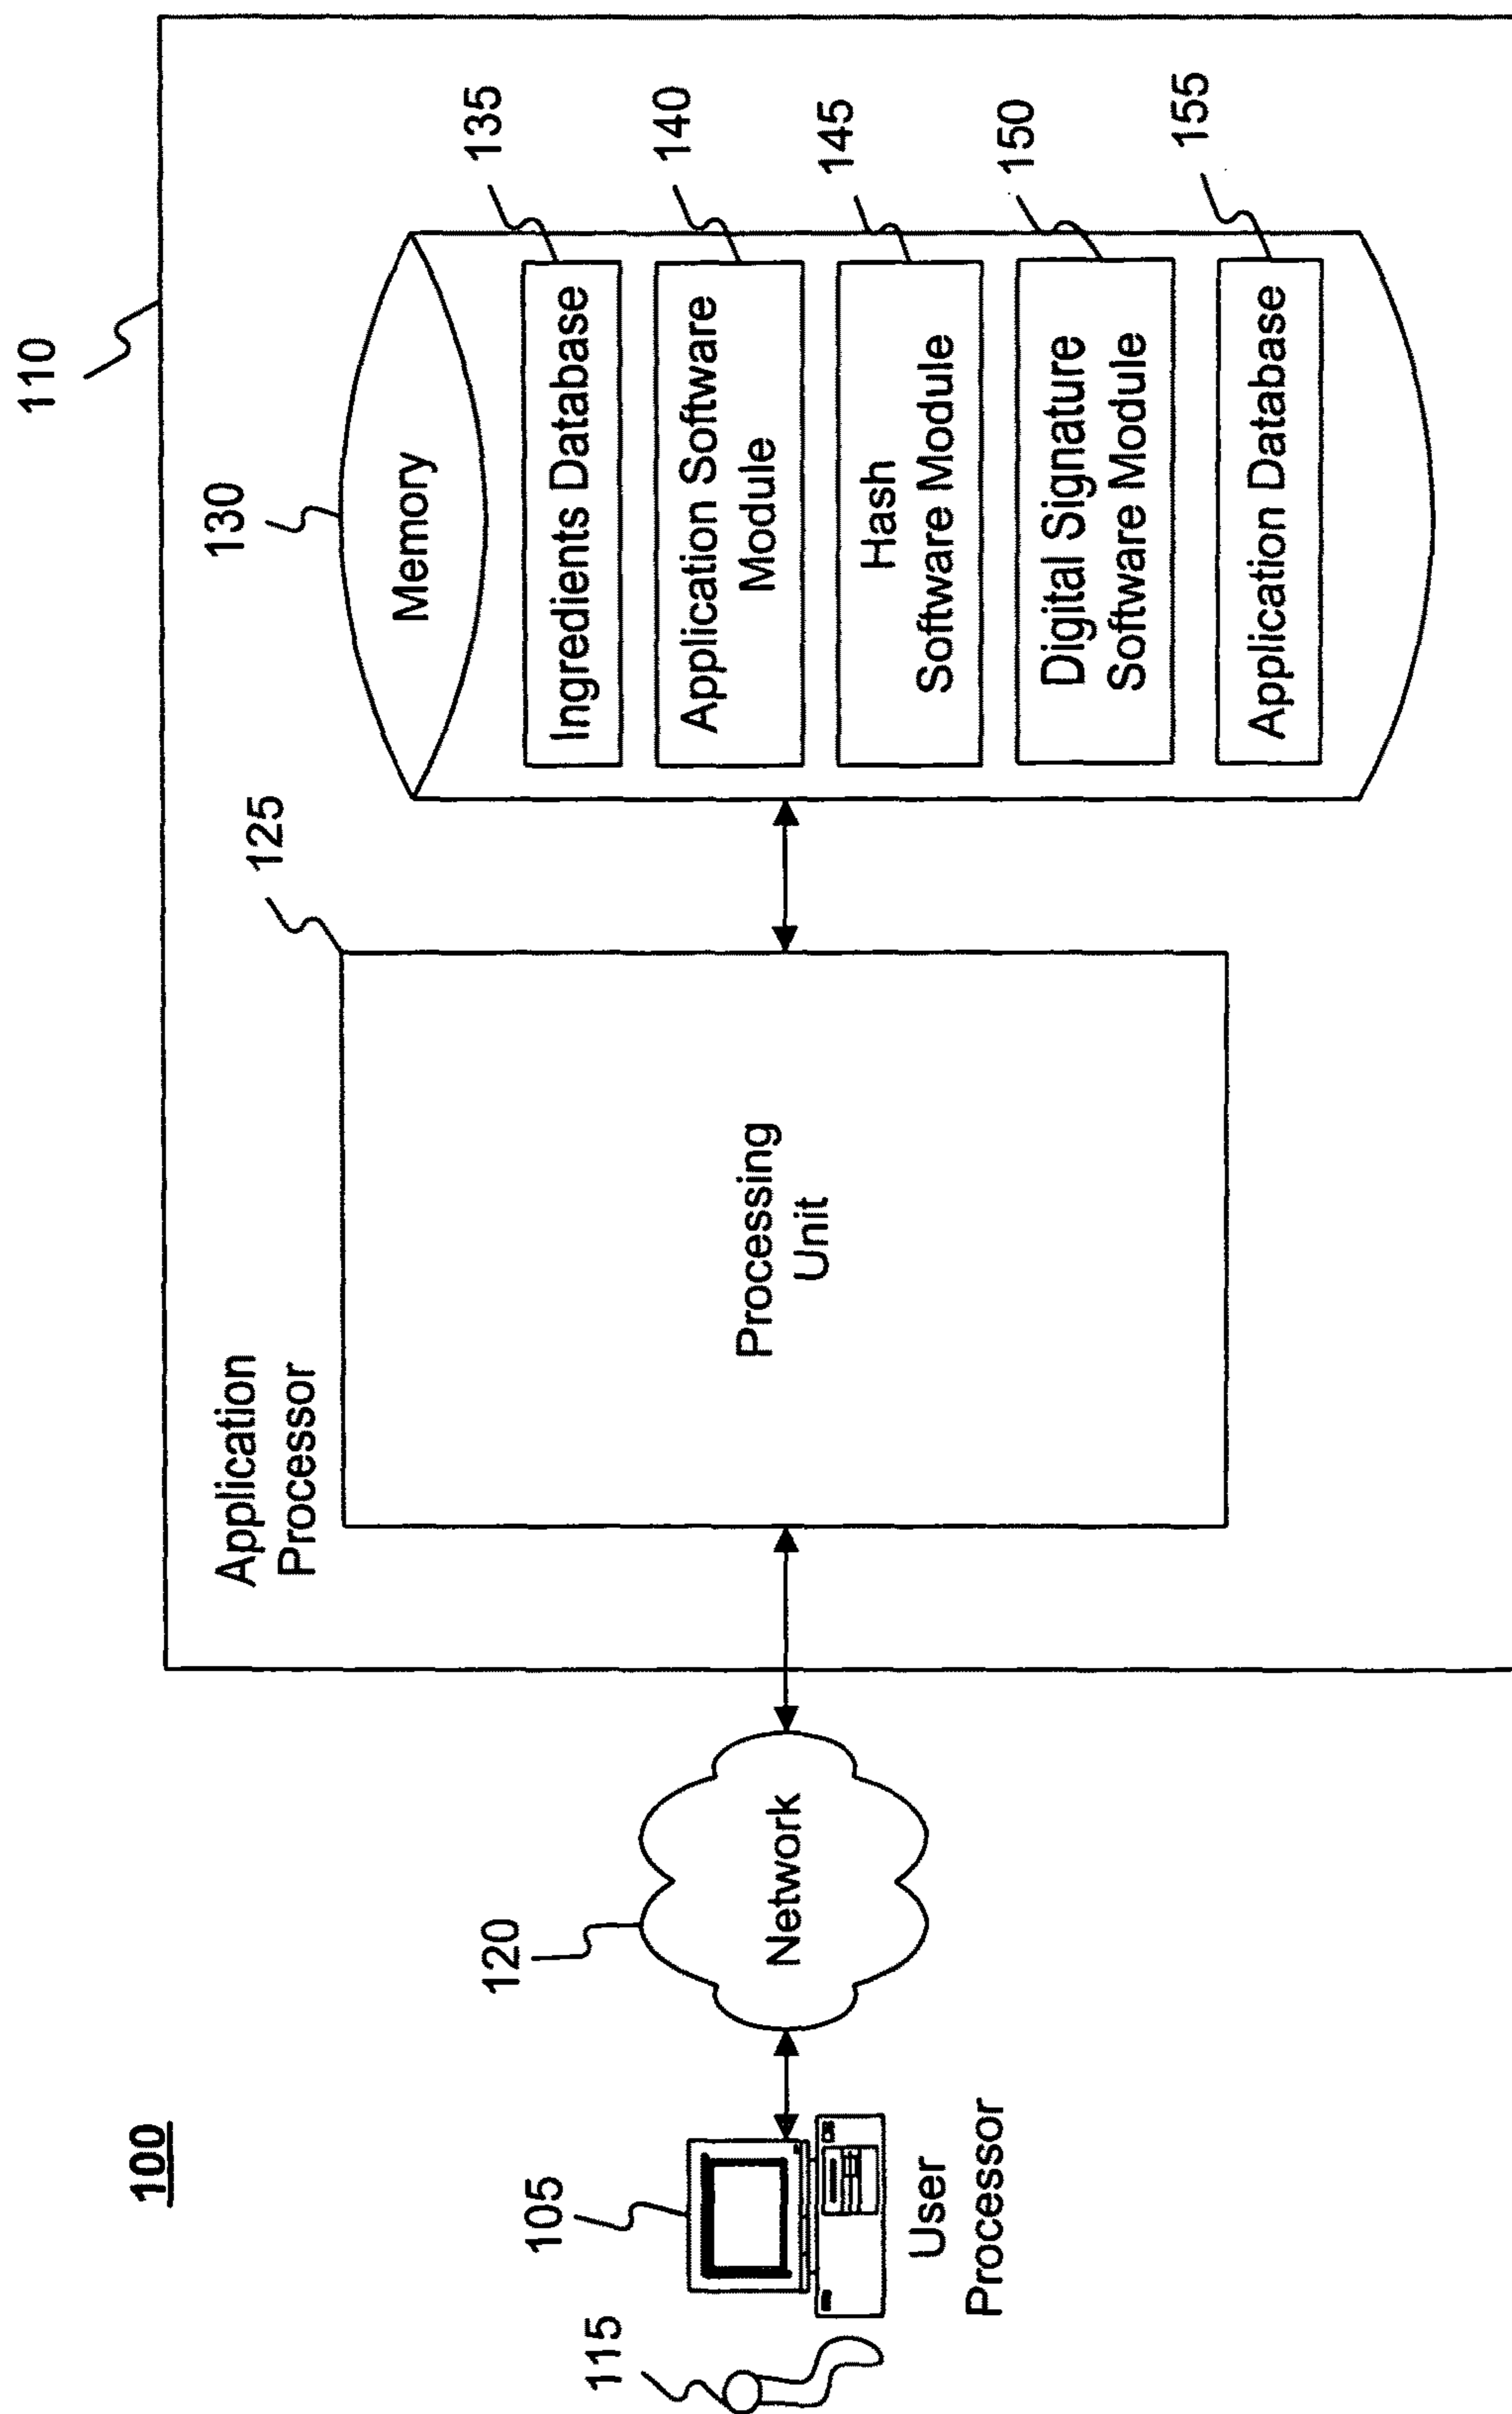 100
110
Application
Processor
125
Processing
Unit
130
Memory
135
Ingredients Database
140
Application Software
Module
145
Hash
Software Module
150
Digital Signature
Software Module
155
Application Database
120
Network
105
115
User
Processor